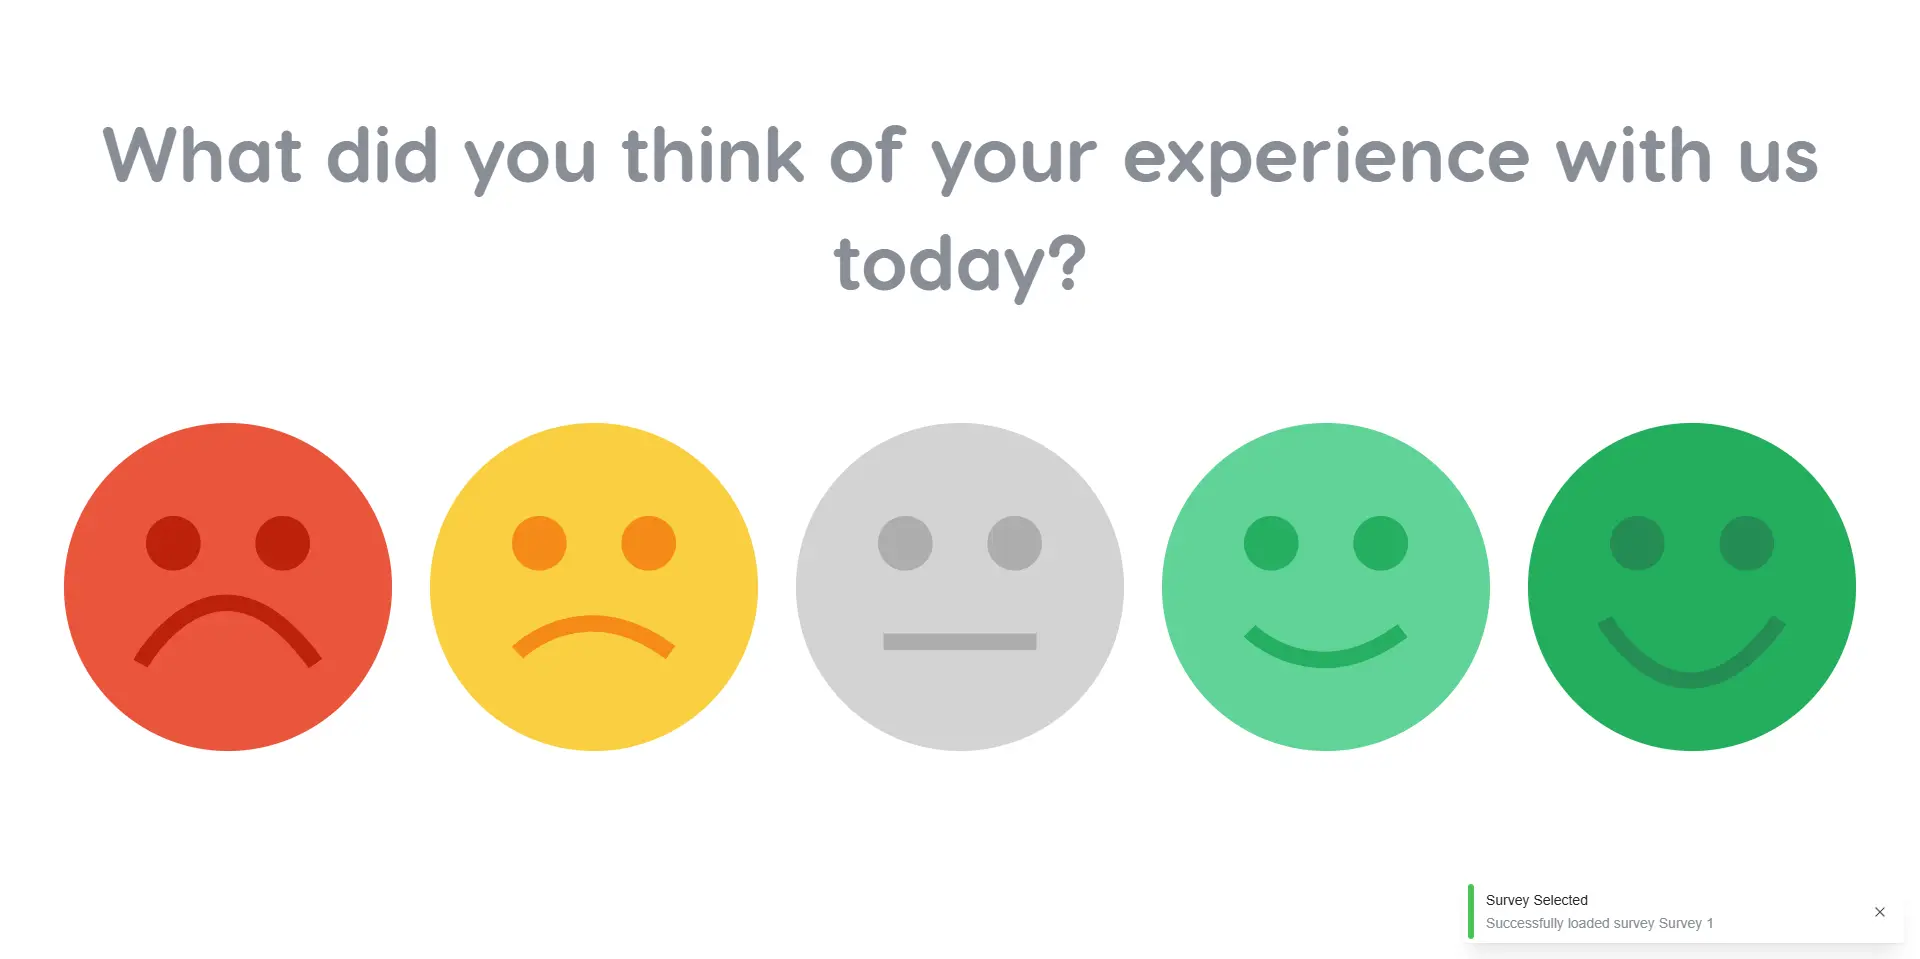 What did you think of your experience with us
today?
Survey Selected
Successfully loaded survey Survey 1